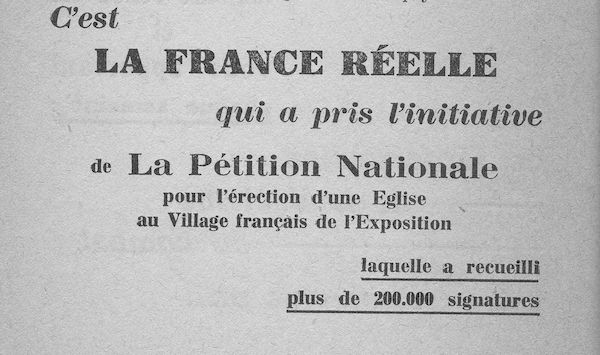 C'est
LA FRANCE RÉELLE
qui a pris l'initiative
de La Pétition Nationale
pour l'érection d'une Eglise
au Village français de l'Exposition
laquelle a recueilli
plus de 200.000 signatures